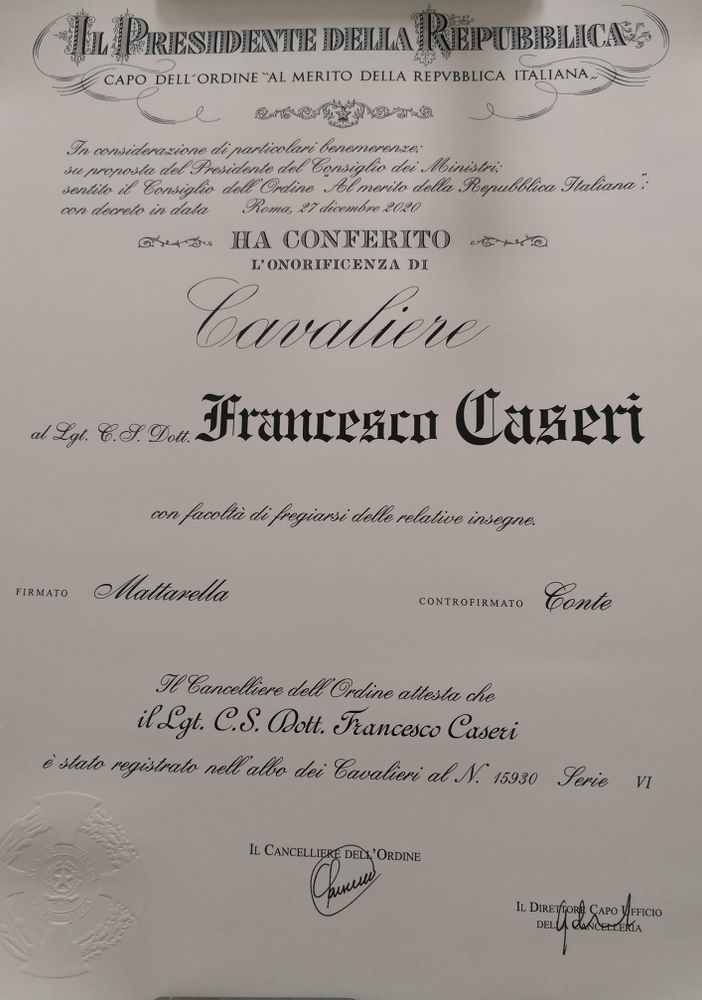 IL PRESIDENTE DELLA REPUBBLICA
CAPO DELL'ORDINE "AL MERITO DELLA REPVBBLICA ITALIANA„
In considerazione di particolari benemerenze;
su proposta del Presidente del Consiglio dei Ministri;
sentito il Consiglio dell'Ordine "Al merito della Repubblica Italiana";
con decreto in data Roma, 27 dicembre 2020
HA CONFERITO
L'ONORIFICENZA DI
Cavaliere
al Lgt. C.S. Dott. Francesco Caseri
con facoltà di fregiarsi delle relative insegne.
FIRMATO Mattarella CONTROFIRMATO Conte
Il Cancelliere dell'Ordine attesta che
il Lgt. C.S. Dott. Francesco Caseri
è stato registrato nell'albo dei Cavalieri al N. 15930 Serie VI
IL CANCELLIERE DELL'ORDINE
IL DIRETTORE CAPO UFFICIO
DELLA CANCELLERIA